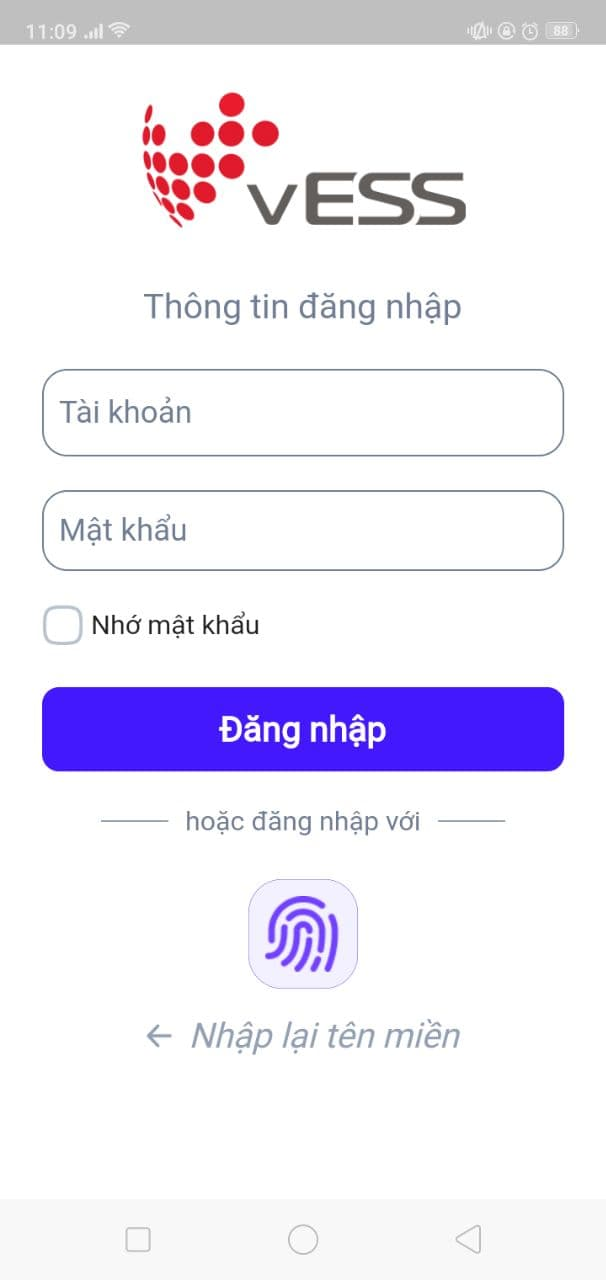 11:09
88
vESS
Thông tin đăng nhập
Tài khoản
Mật khẩu
Nhớ mật khẩu
Đăng nhập
hoặc đăng nhập với
← Nhập lại tên miền